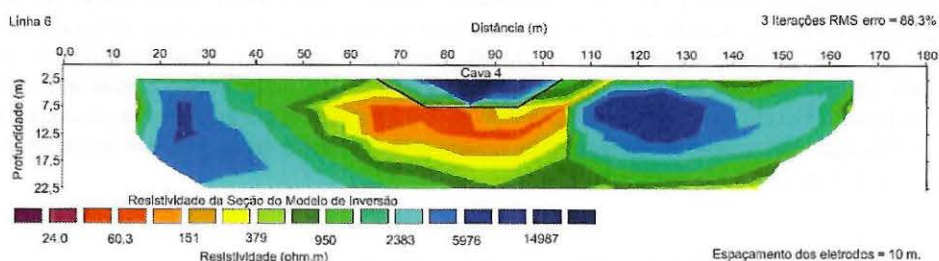 Linha 6
3 Iterações RMS erro = 88.3%
Distância (m)
0,0 10 20 30 40 50 60 70 80 90 100 110 120 130 140 150 160 170 180
Cava 4
Profundidade (m)
2,5
7,5
12,5
17,5
22,5
Resistividade da Seção do Modelo de Inversão
24.0 60.3 151 379 950 2383 5976 14987
Resistividade (ohm.m)
Espaçamento dos eletrodos = 10 m.